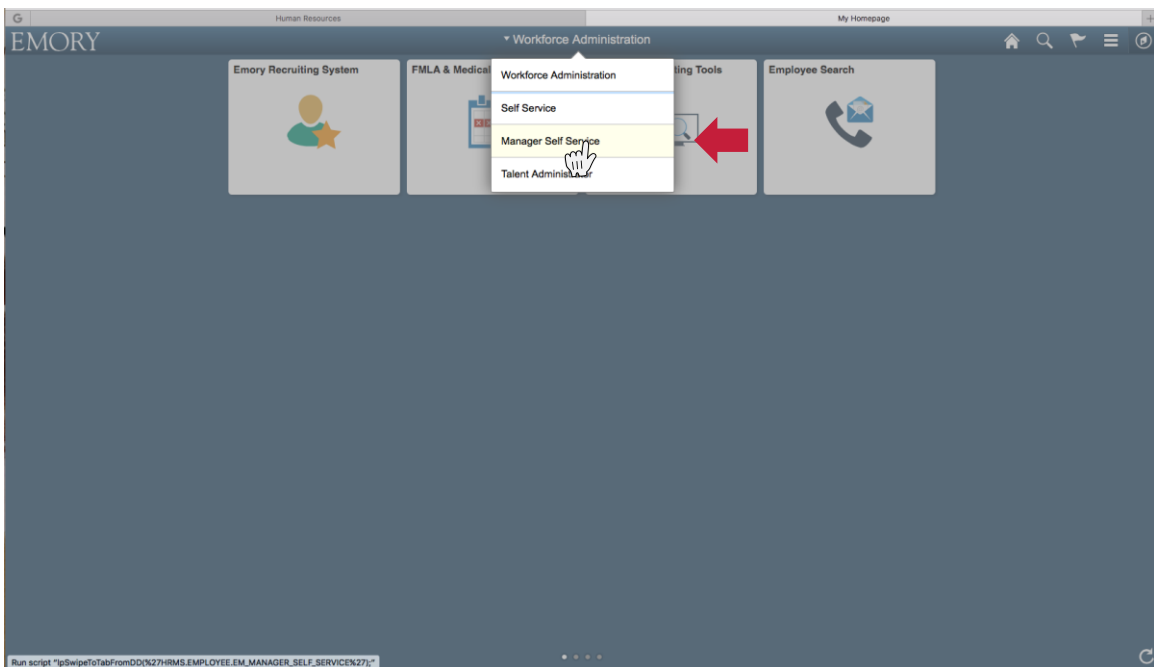 G
Human Resources
My Homepage
+
EMORY
Workforce Administration
Emory Recruiting System
FMLA & Medical
ting Tools
Employee Search
Workforce Administration
Self Service
Manager Self Service
Talent Administrator
Run script "lpSwipeToTabFromDD(%27HRMS.EMPLOYEE.EM_MANAGER_SELF_SERVICE%27);"